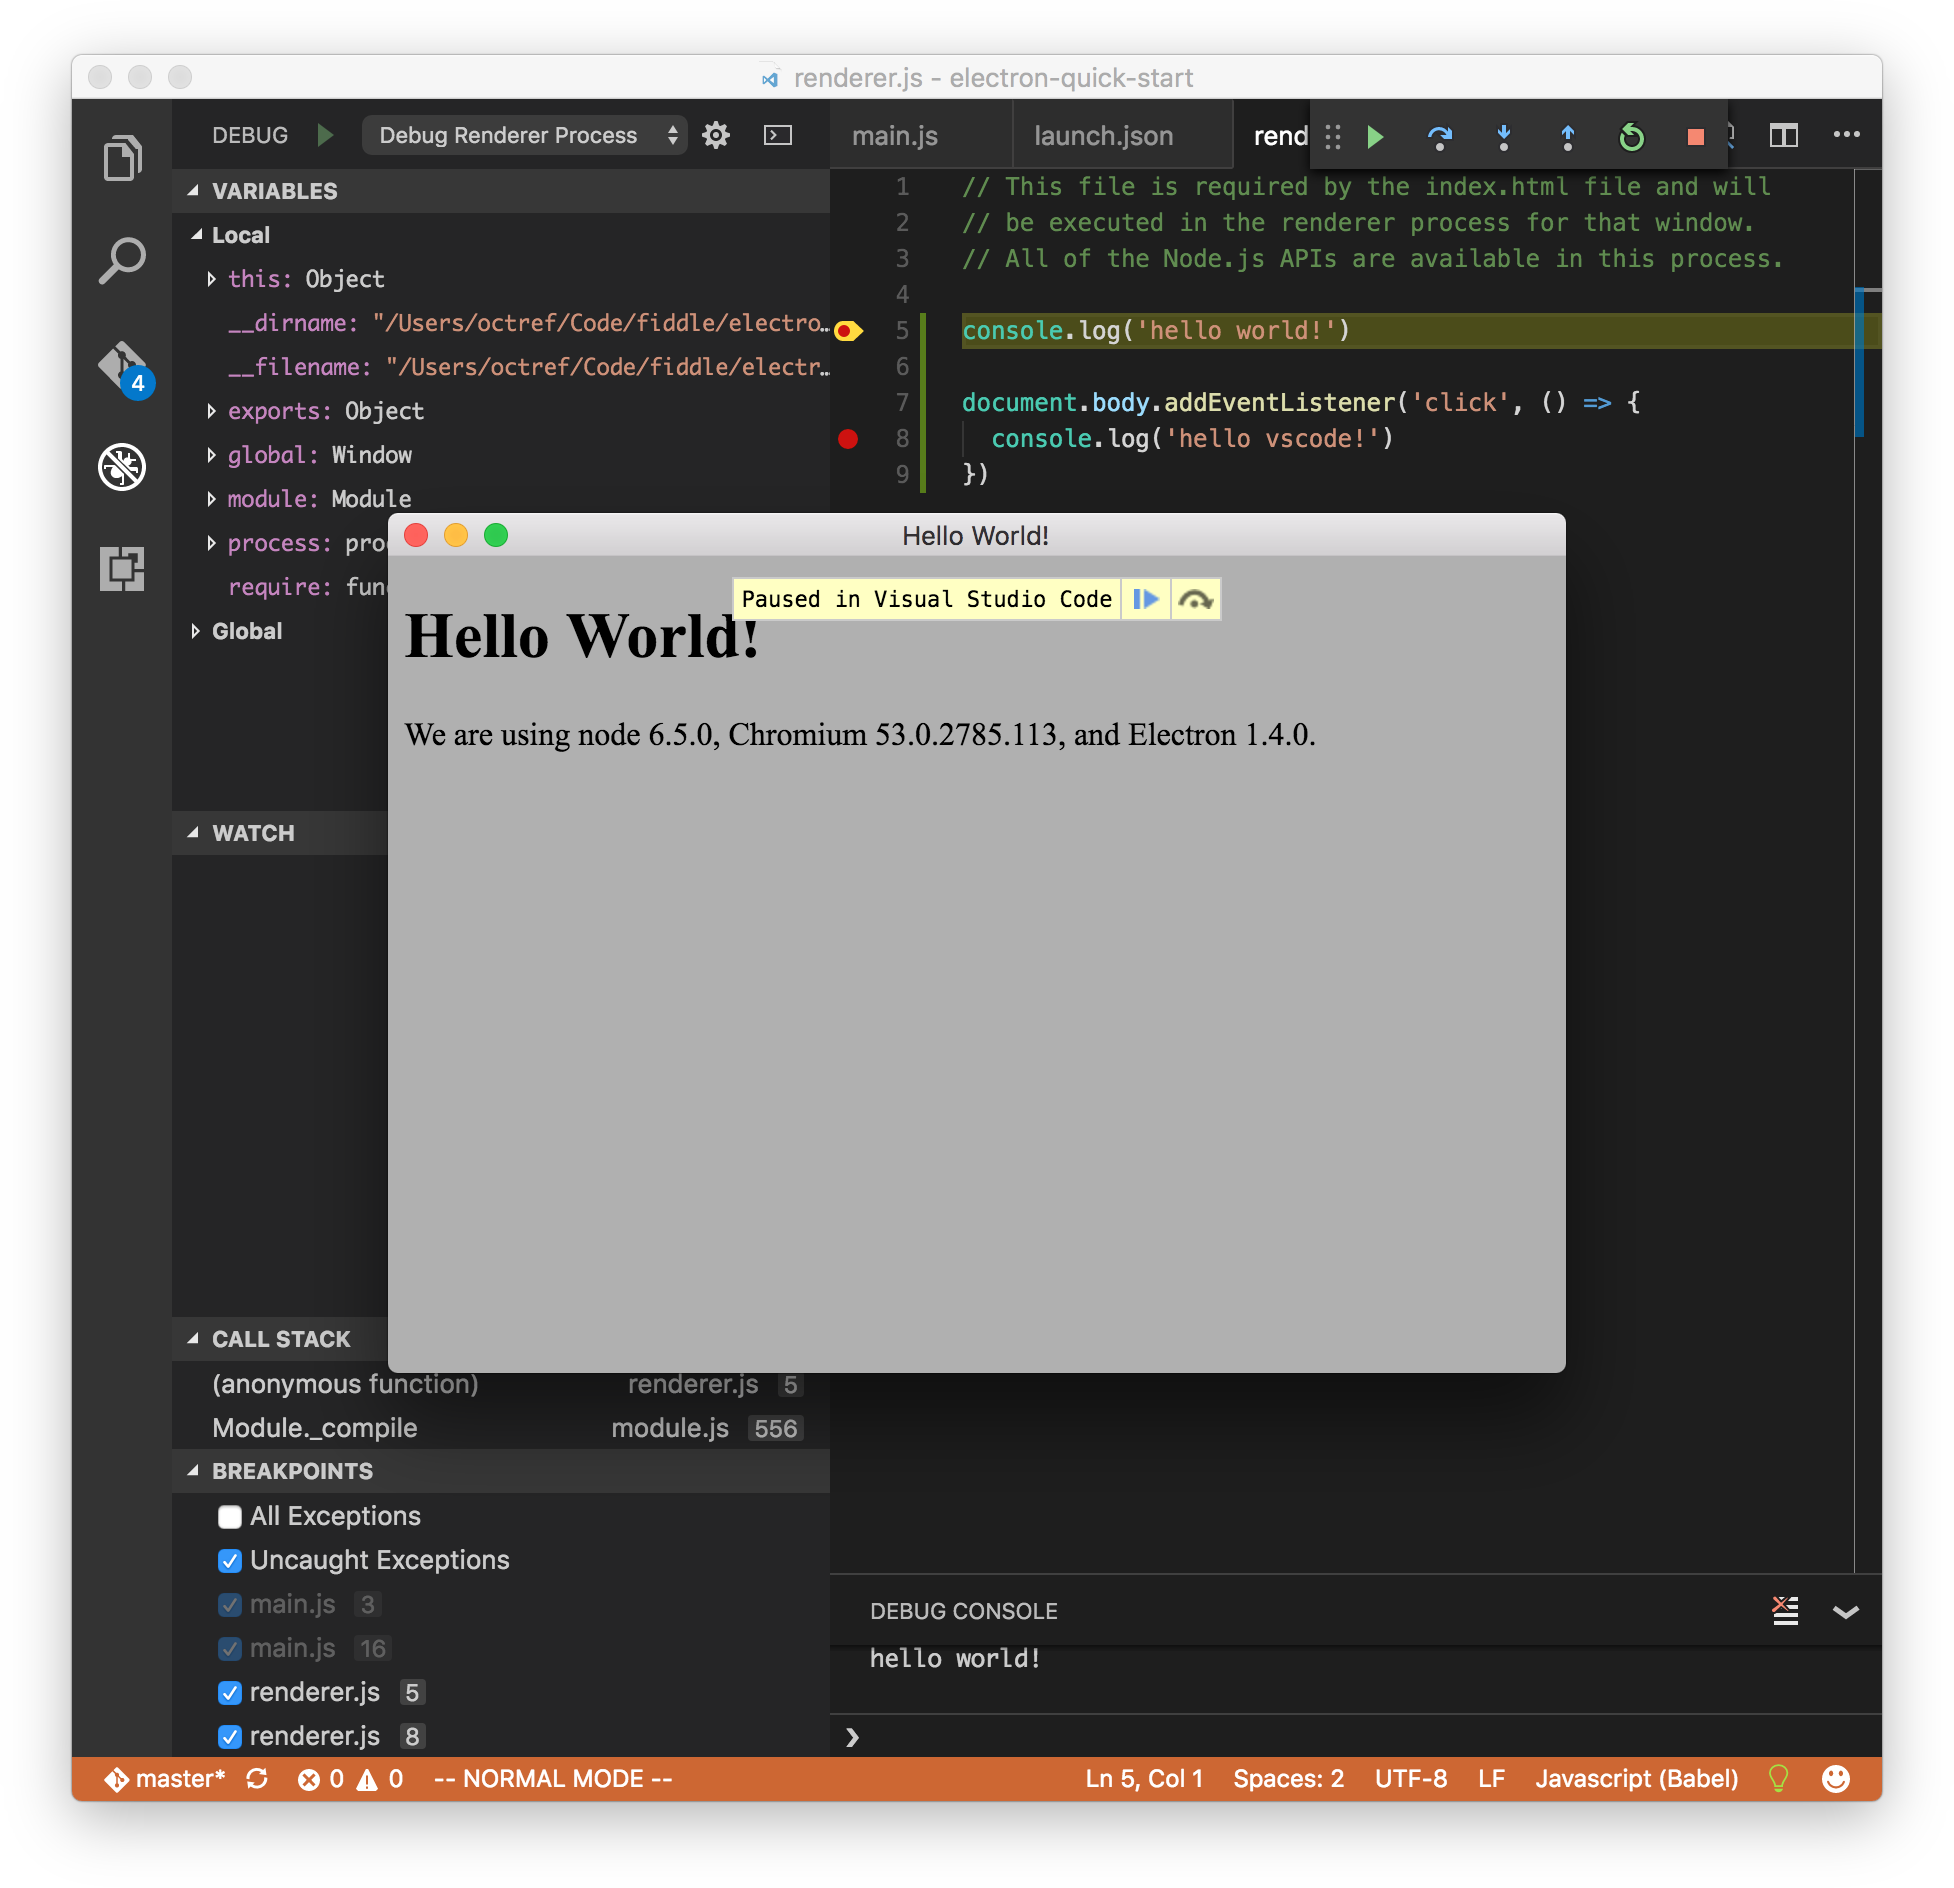 renderer.js - electron-quick-start
DEBUG
Debug Renderer Process
main.js
launch.json
rend
VARIABLES
Local
this: Object
__dirname: "/Users/octref/Code/fiddle/electro…
__filename: "/Users/octref/Code/fiddle/electr…
exports: Object
global: Window
module: Module
process: pro
require: fun
Global
4
1 // This file is required by the index.html file and will
2 // be executed in the renderer process for that window.
3 // All of the Node.js APIs are available in this process.
4
5 console.log('hello world!')
6
7 document.body.addEventListener('click', () => {
8 console.log('hello vscode!')
9 })
Hello World!
Paused in Visual Studio Code
Hello World!
We are using node 6.5.0, Chromium 53.0.2785.113, and Electron 1.4.0.
WATCH
CALL STACK
(anonymous function) renderer.js 5
Module._compile module.js 556
BREAKPOINTS
All Exceptions
Uncaught Exceptions
main.js 3
main.js 16
renderer.js 5
renderer.js 8
DEBUG CONSOLE
hello world!
❯
master* 0 0 -- NORMAL MODE -- Ln 5, Col 1 Spaces: 2 UTF-8 LF Javascript (Babel)